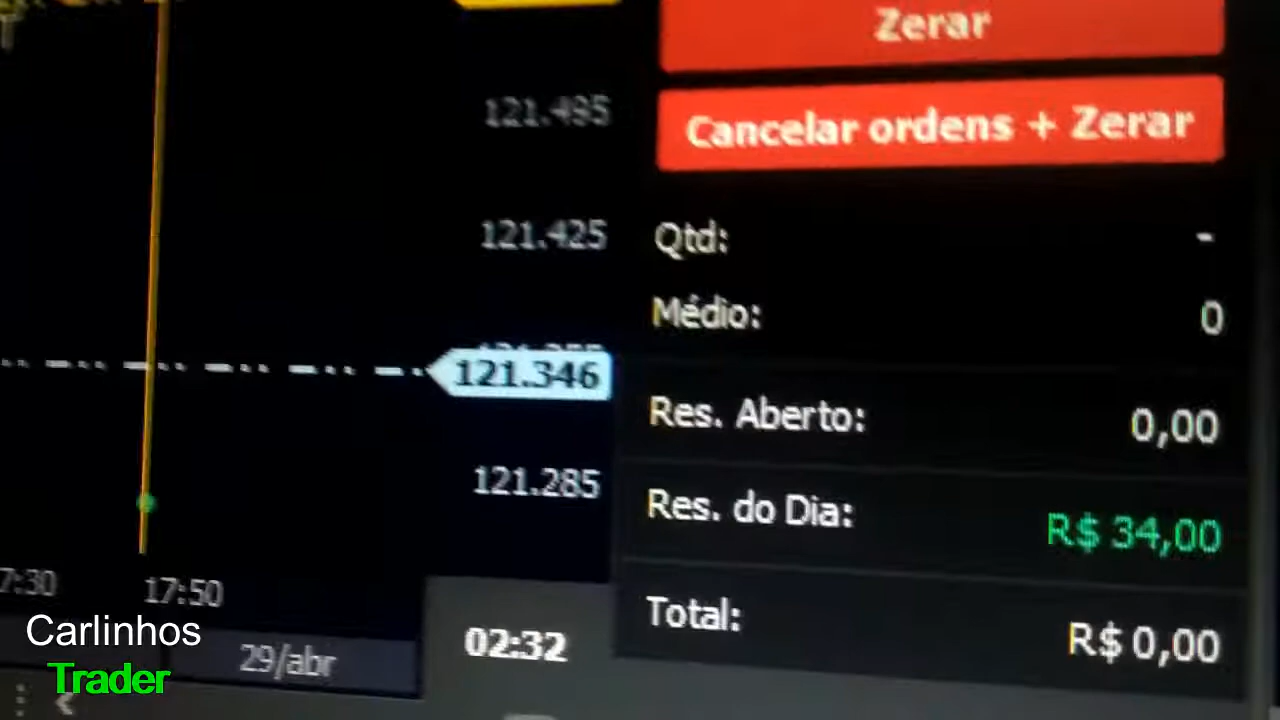 Zerar
Cancelar ordens + Zerar
121.495
121.425
121.346
121.285
Qtd: -
Médio: 0
Res. Aberto: 0,00
Res. do Dia: R$ 34,00
Total: R$ 0,00
7:30 17:50
29/abr
02:32
Carlinhos
Trader